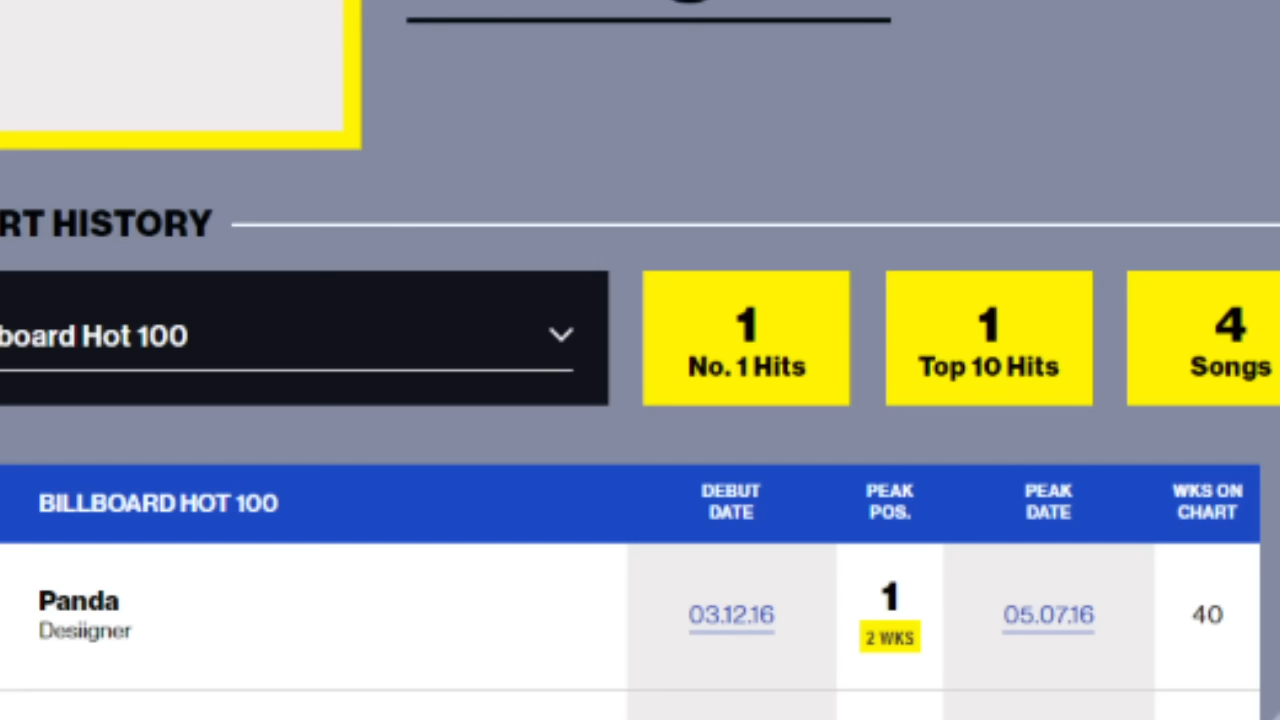 RT HISTORY
board Hot 100
1
No. 1 Hits
1
Top 10 Hits
4
Songs
BILLBOARD HOT 100
DEBUT
DATE
PEAK
POS.
PEAK
DATE
WKS ON
CHART
Panda
Desiigner
03.12.16
1
2 WKS
05.07.16
40